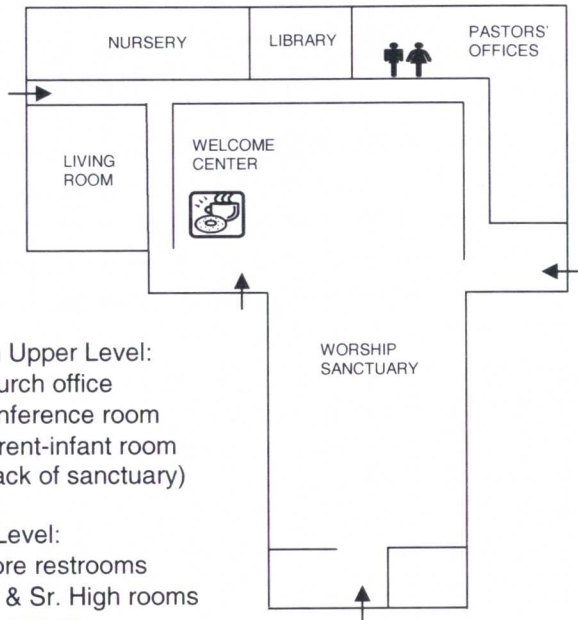 NURSERY
LIBRARY
PASTORS'
OFFICES
LIVING
ROOM
WELCOME
CENTER
WORSHIP
SANCTUARY
Upper Level:
office
room
room
of sanctuary)
Level:
restrooms
& Sr. High rooms